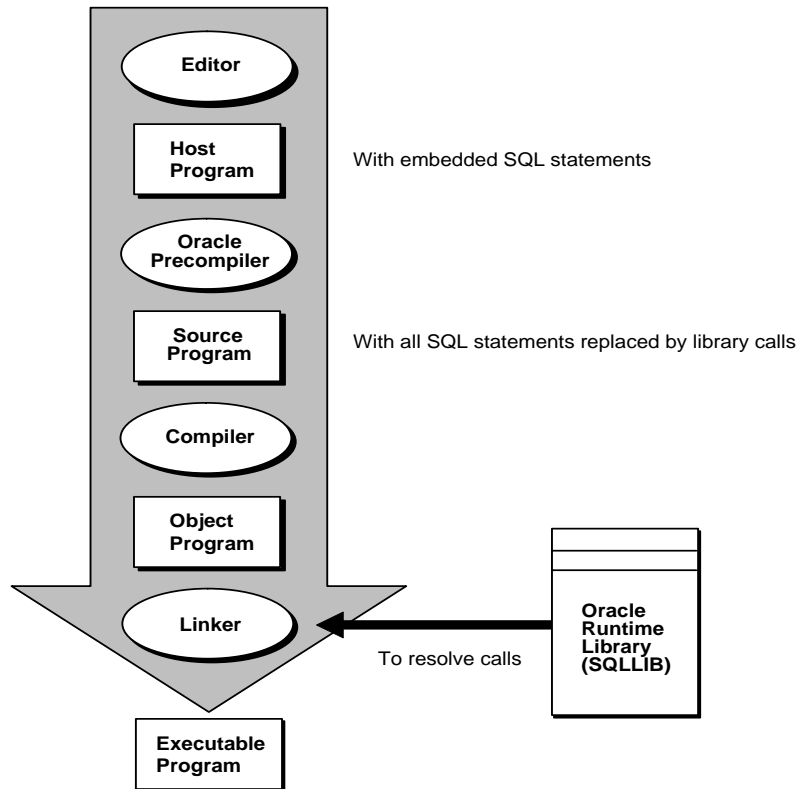 Editor
Host
Program
With embedded SQL statements
Oracle
Precompiler
Source
Program
With all SQL statements replaced by library calls
Compiler
Object
Program
Linker
To resolve calls
Oracle
Runtime
Library
(SQLLIB)
Executable
Program